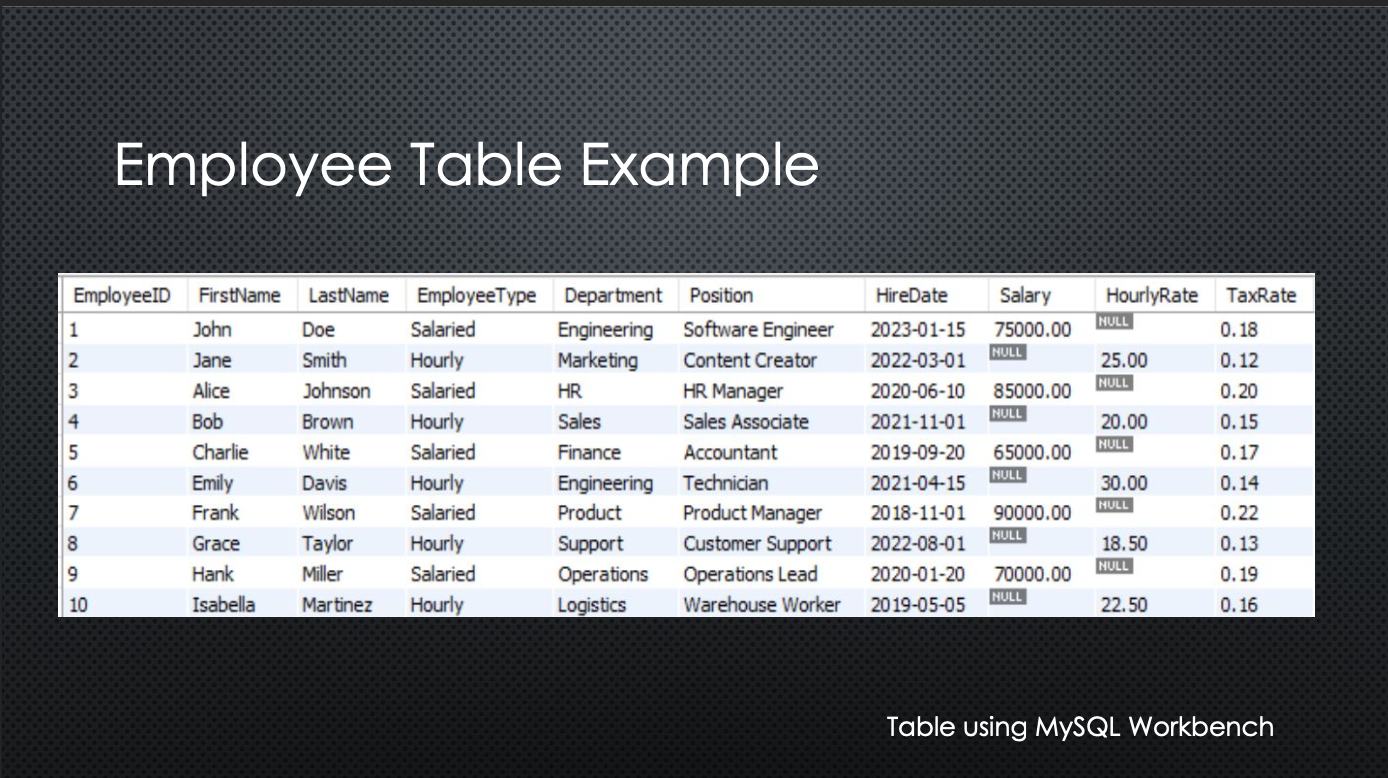 Employee Table Example
EmployeeID FirstName LastName EmployeeType Department Position HireDate Salary HourlyRate TaxRate
1 John Doe Salaried Engineering Software Engineer 2023-01-15 75000.00 NULL 0.18
2 Jane Smith Hourly Marketing Content Creator 2022-03-01 NULL 25.00 0.12
3 Alice Johnson Salaried HR HR Manager 2020-06-10 85000.00 NULL 0.20
4 Bob Brown Hourly Sales Sales Associate 2021-11-01 NULL 20.00 0.15
5 Charlie White Salaried Finance Accountant 2019-09-20 65000.00 NULL 0.17
6 Emily Davis Hourly Engineering Technician 2021-04-15 NULL 30.00 0.14
7 Frank Wilson Salaried Product Product Manager 2018-11-01 90000.00 NULL 0.22
8 Grace Taylor Hourly Support Customer Support 2022-08-01 NULL 18.50 0.13
9 Hank Miller Salaried Operations Operations Lead 2020-01-20 70000.00 NULL 0.19
10 Isabella Martinez Hourly Logistics Warehouse Worker 2019-05-05 NULL 22.50 0.16
Table using MySQL Workbench